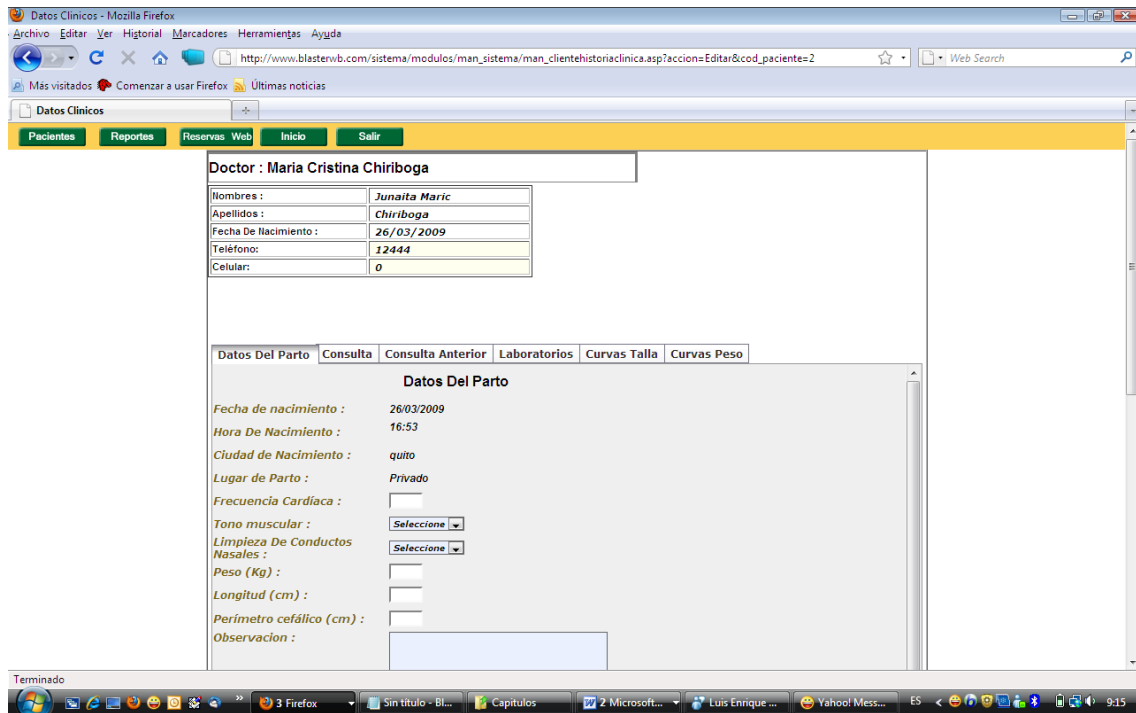 Datos Clinicos - Mozilla Firefox
Archivo Editar Ver Historial Marcadores Herramientas Ayuda
http://www.blasterwb.com/sistema/modulos/man_sistema/man_clientehistoriaclinica.asp?accion=Editar&cod_paciente=2 Web Search
Más visitados Comenzar a usar Firefox Últimas noticias
Datos Clinicos
Pacientes Reportes Reservas Web Inicio Salir
Doctor : Maria Cristina Chiriboga
Nombres : Junaita Maric
Apellidos : Chiriboga
Fecha De Nacimiento : 26/03/2009
Teléfono: 12444
Celular: 0
Datos Del Parto Consulta Consulta Anterior Laboratorios Curvas Talla Curvas Peso
Datos Del Parto
Fecha de nacimiento : 26/03/2009
Hora De Nacimiento : 16:53
Ciudad de Nacimiento : quito
Lugar de Parto : Privado
Frecuencia Cardíaca :
Tono muscular : Seleccione
Limpieza De Conductos
Nasales : Seleccione
Peso (Kg) :
Longitud (cm) :
Perímetro cefálico (cm) :
Observacion :
Terminado
3 Firefox Sin título - Bl... Capitulos 2 Microsoft... Luis Enrique ... Yahoo! Mess... ES 9:15